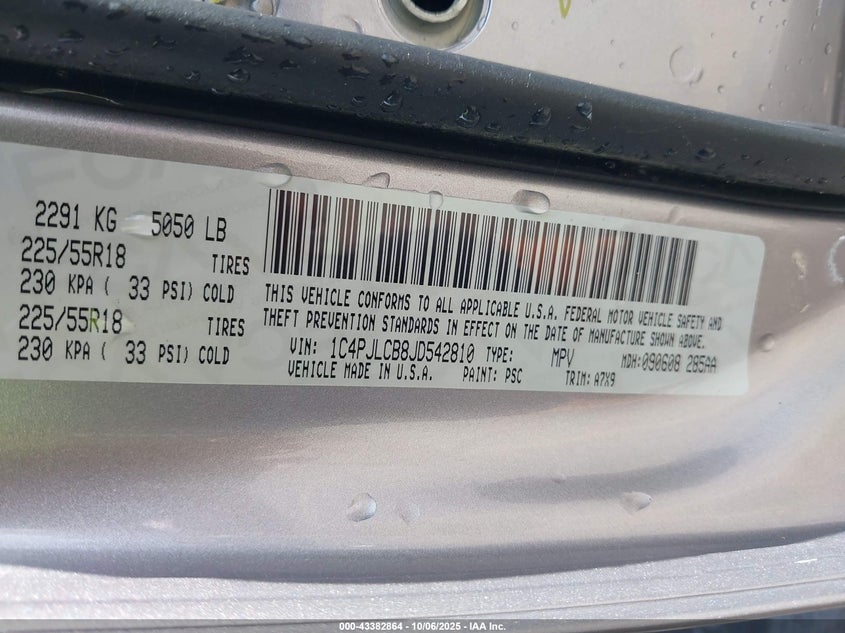 2291 KG 5050 LB
225/55R18 TIRES
230 KPA ( 33 PSI) COLD
225/55R18 TIRES
230 KPA ( 33 PSI) COLD
THIS VEHICLE CONFORMS TO ALL APPLICABLE U.S.A. FEDERAL MOTOR VEHICLE SAFETY AND
THEFT PREVENTION STANDARDS IN EFFECT ON THE DATE OF MANUFACTURE SHOWN ABOVE.
VIN: 1C4PJLCB8JD542810 TYPE: MPV MDH:090608 285AA
VEHICLE MADE IN U.S.A. PAINT: PSC TRIM: A7X9
000-43382864 - 10/06/2025 - IAA Inc.